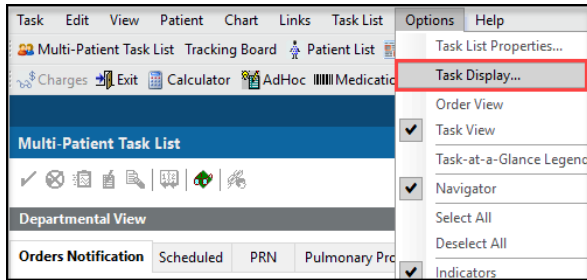 Task Edit View Patient Chart Links Task List Options Help
Multi-Patient Task List Tracking Board Patient List
Charges Exit Calculator AdHoc
Multi-Patient Task List
Departmental View
Orders Notification Scheduled PRN Pulmonary
Task List Properties...
Task Display...
Order View
Task View
Task-at-a-Glance Legend
Navigator
Select All
Deselect All
Indicators